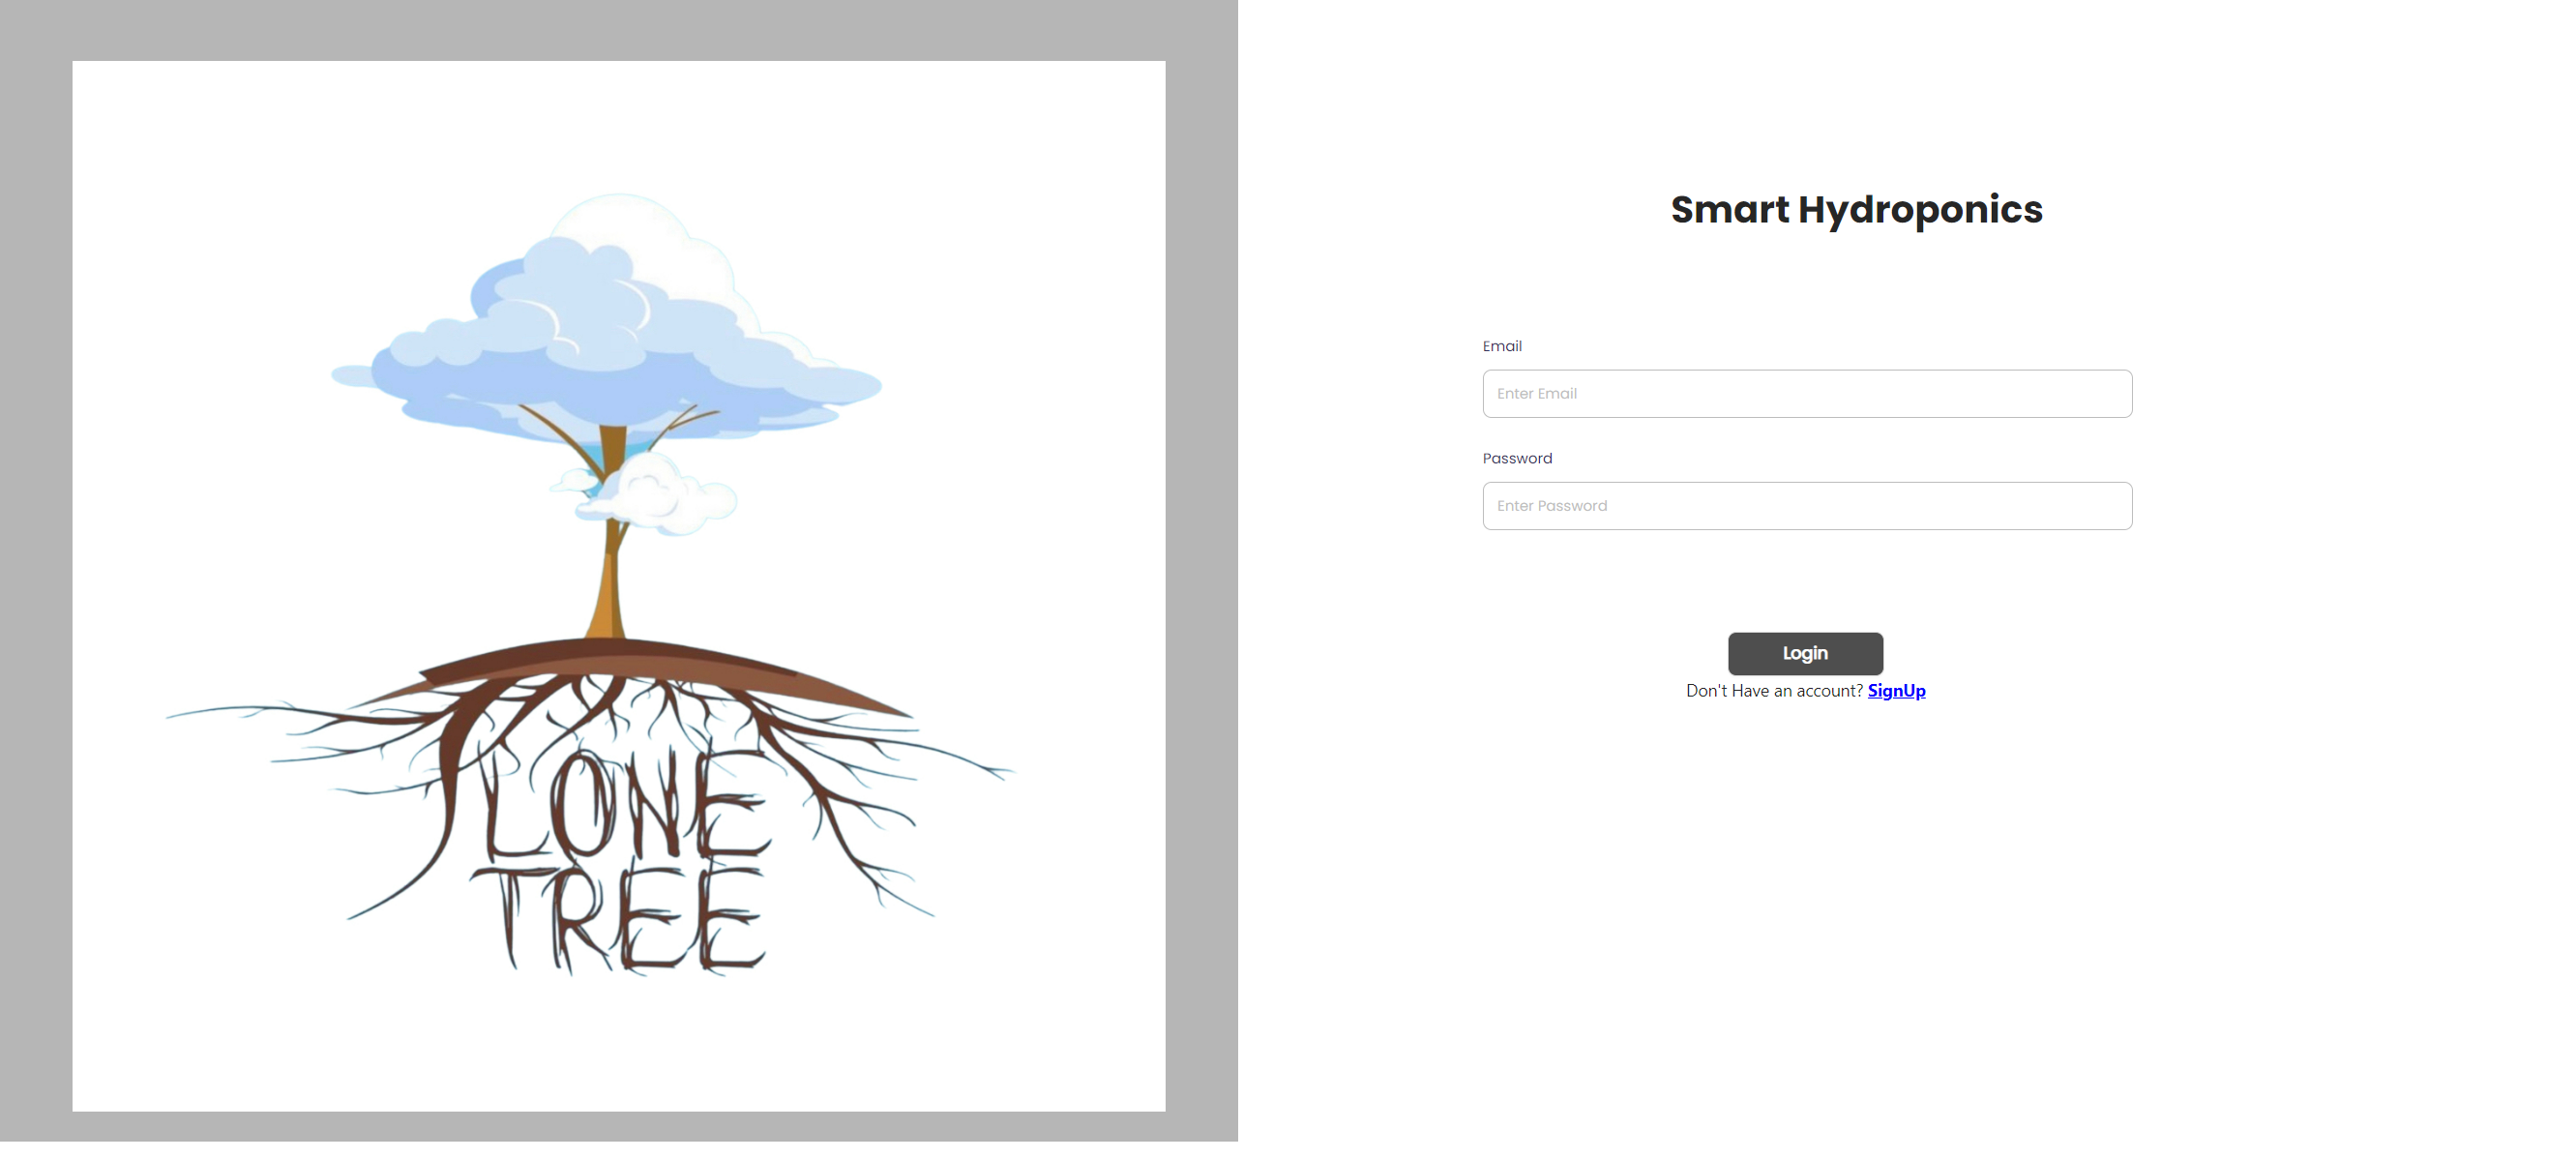 LONE
TREE
Smart Hydroponics
Email
Enter Email
Password
Enter Password
Login
Don't Have an account? SignUp